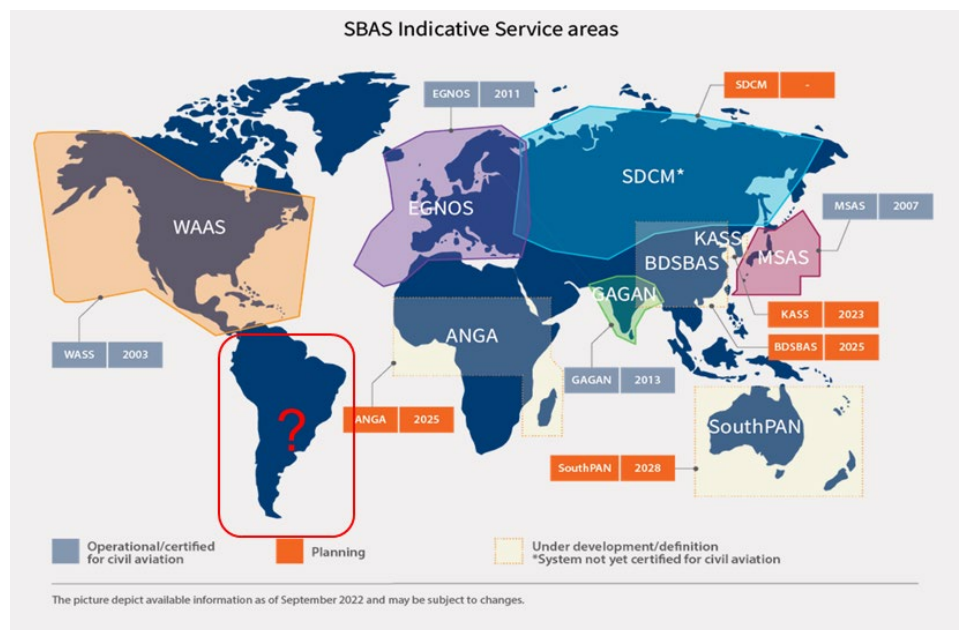 SBAS Indicative Service areas
SDCM -
EGNOS 2011
SDCM*
WAAS
EGNOS
MSAS 2007
KASS
BDSBAS
MSAS
GAGAN
KASS 2023
ANGA
BDSBAS 2025
WASS 2003
GAGAN 2013
?
ANGA 2025
SouthPAN
SouthPAN 2028
Operational/certified
for civil aviation
Planning
Under development/definition
*System not yet certified for civil aviation
The picture depict available information as of September 2022 and may be subject to changes.